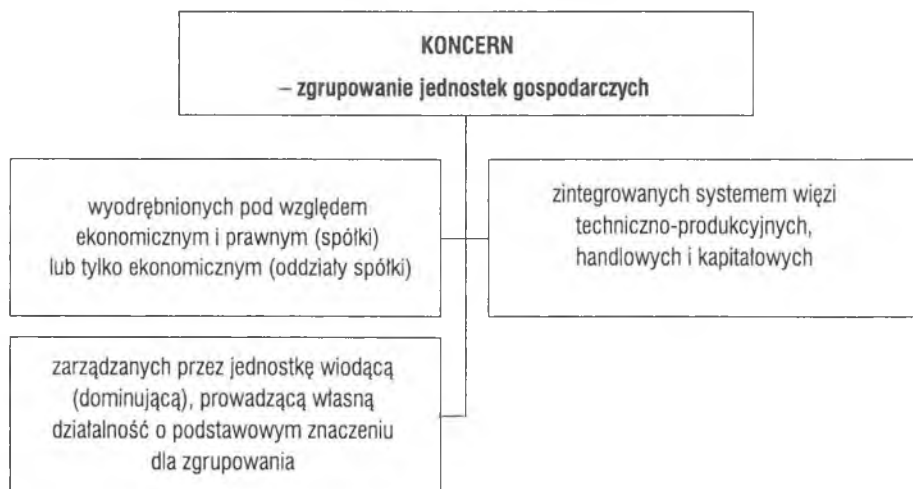 KONCERN
– zgrupowanie jednostek gospodarczych
wyodrębnionych pod względem
ekonomicznym i prawnym (spółki)
lub tylko ekonomicznym (oddziały spółki)
zintegrowanych systemem więzi
techniczno-produkcyjnych,
handlowych i kapitałowych
zarządzanych przez jednostkę wiodącą
(dominującą), prowadzącą własną
działalność o podstawowym znaczeniu
dla zgrupowania